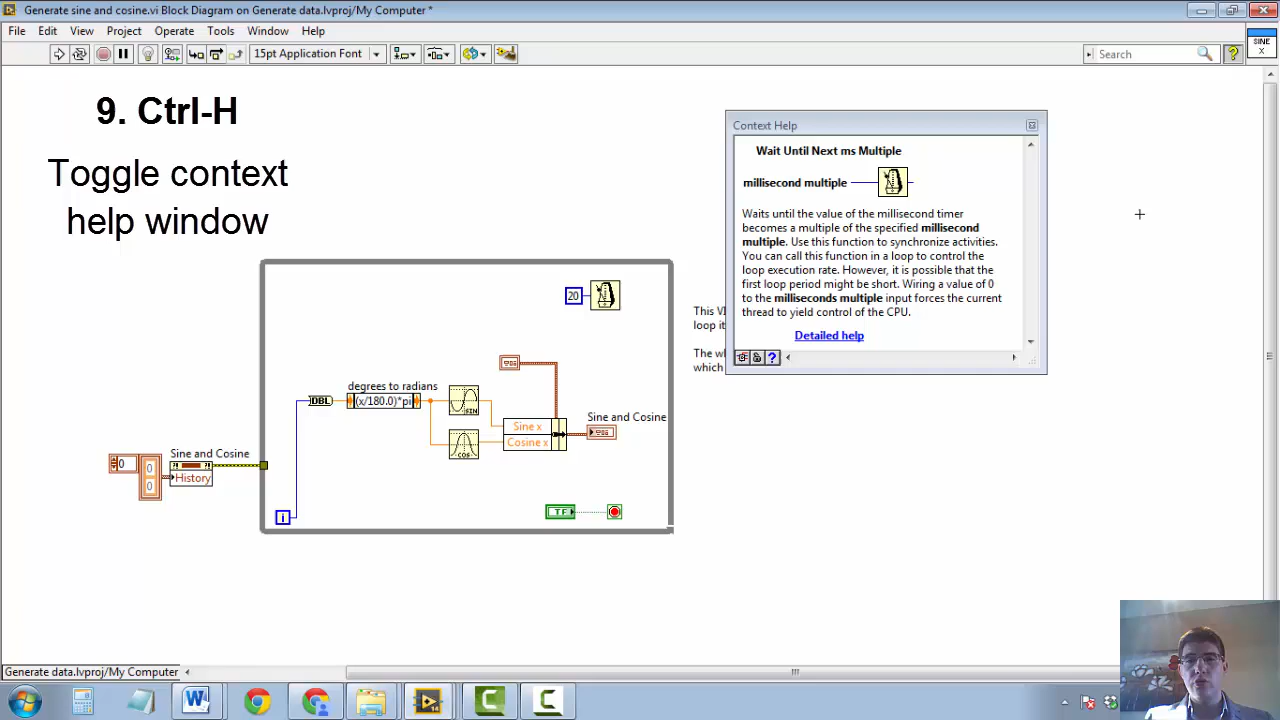 Generate sine and cosine.vi Block Diagram on Generate data.lvproj/My Computer *
File Edit View Project Operate Tools Window Help
15pt Application Font
Search
SINE
X
9. Ctrl-H
Toggle context
help window
Context Help
Wait Until Next ms Multiple
millisecond multiple
Waits until the value of the millisecond timer
becomes a multiple of the specified millisecond
multiple. Use this function to synchronize activities.
You can call this function in a loop to control the
loop execution rate. However, it is possible that the
first loop period might be short. Wiring a value of 0
to the milliseconds multiple input forces the current
thread to yield control of the CPU.
Detailed help
20
This VI
loop it
The wh
which
degrees to radians
DBL
(x/180.0)*pi
SIN
COS
Sine x
Cosine x
Sine and Cosine
Sine and Cosine
History
0
0
0
i
TF
Generate data.lvproj/My Computer